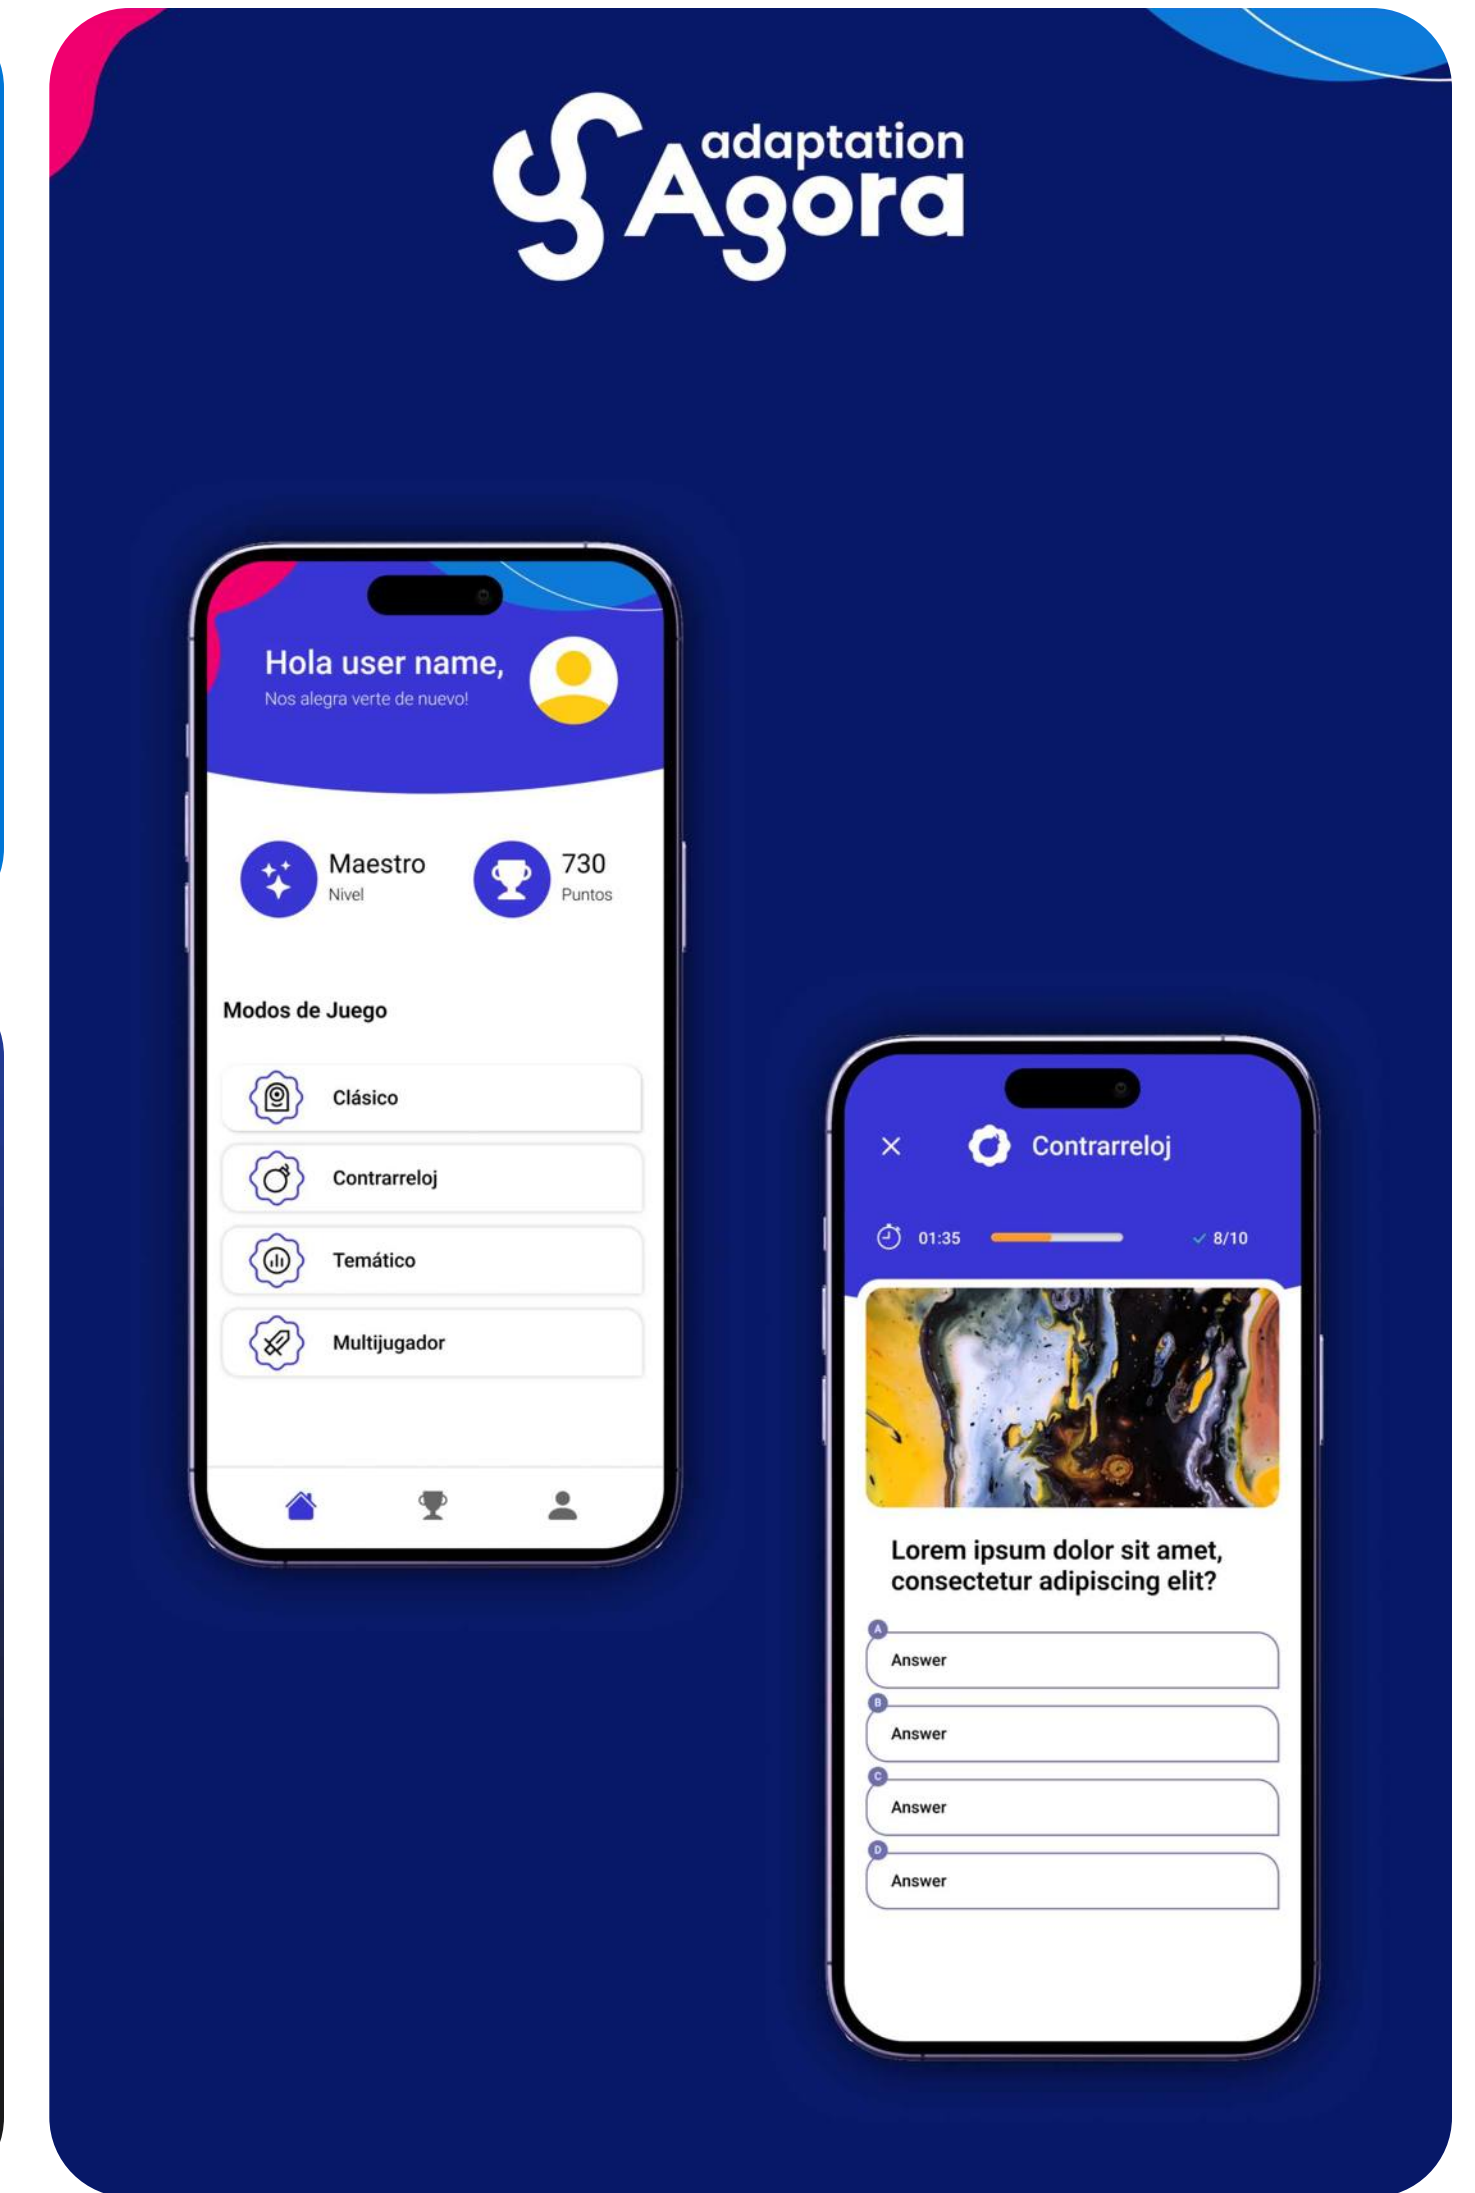 adaptation
Agora
Hola user name,
Nos alegra verte de nuevo!
Maestro
Nivel
730
Puntos
Modos de Juego
Clásico
Contrarreloj
Temático
Multijugador
Contrarreloj
01:35
8/10
Lorem ipsum dolor sit amet,
consectetur adipiscing elit?
A
Answer
B
Answer
C
Answer
D
Answer